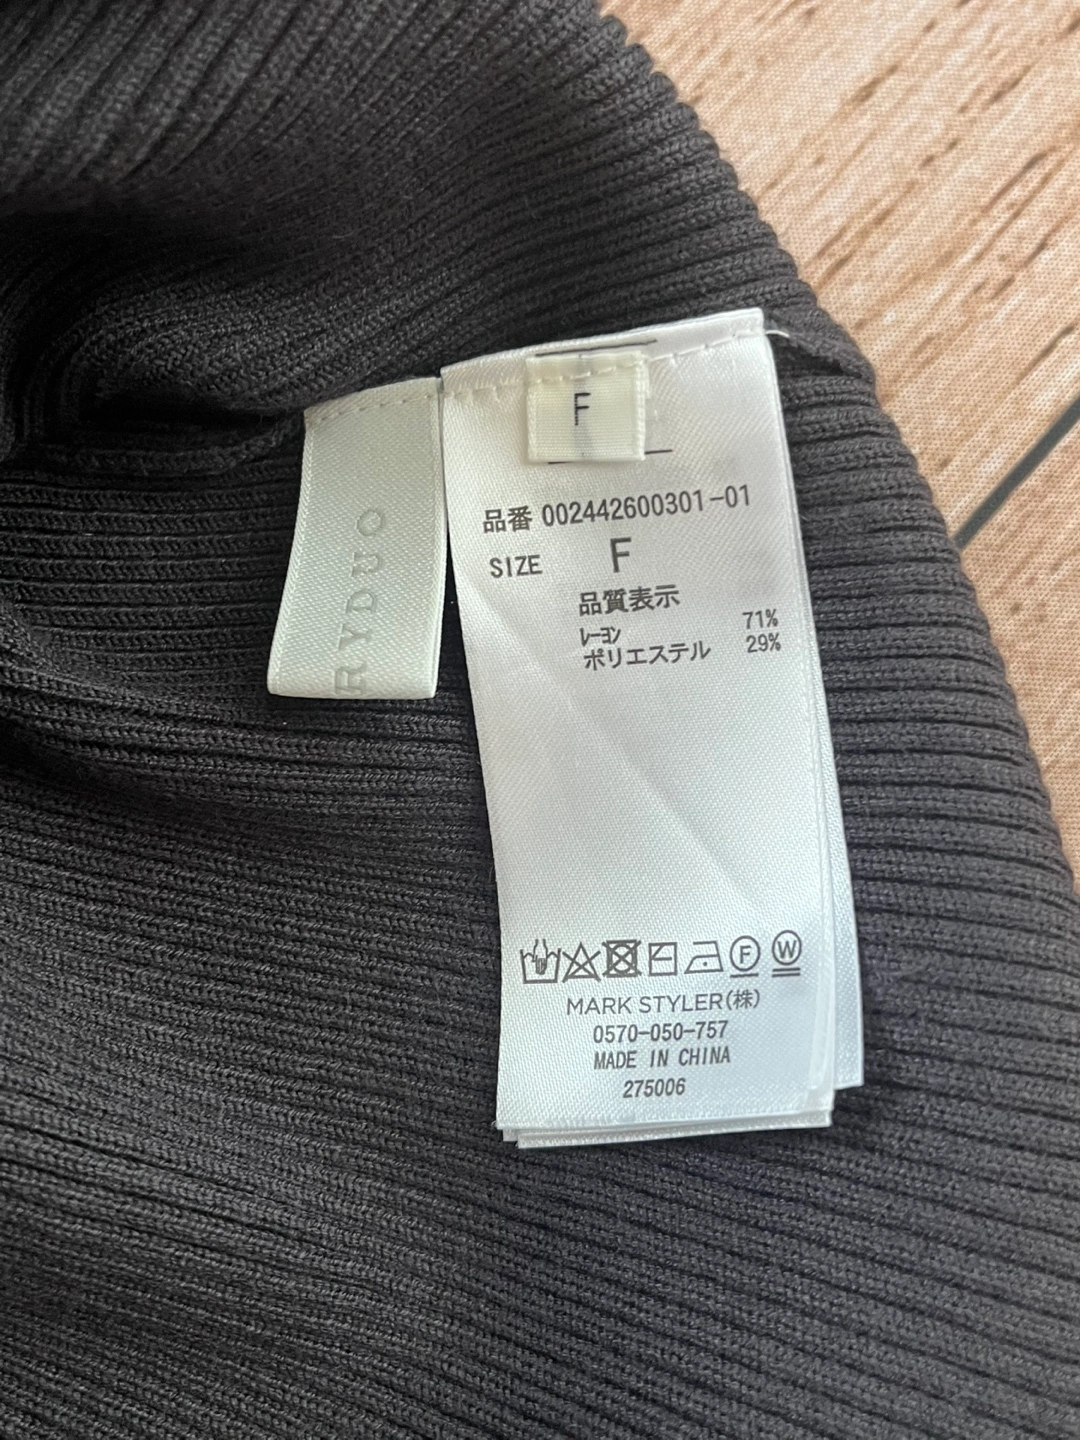 RYDUO
F
品番 002442600301-01
SIZE F
品質表示
レーヨン 71%
ポリエステル 29%
F W
MARK STYLER(株)
0570-050-757
MADE IN CHINA
275006